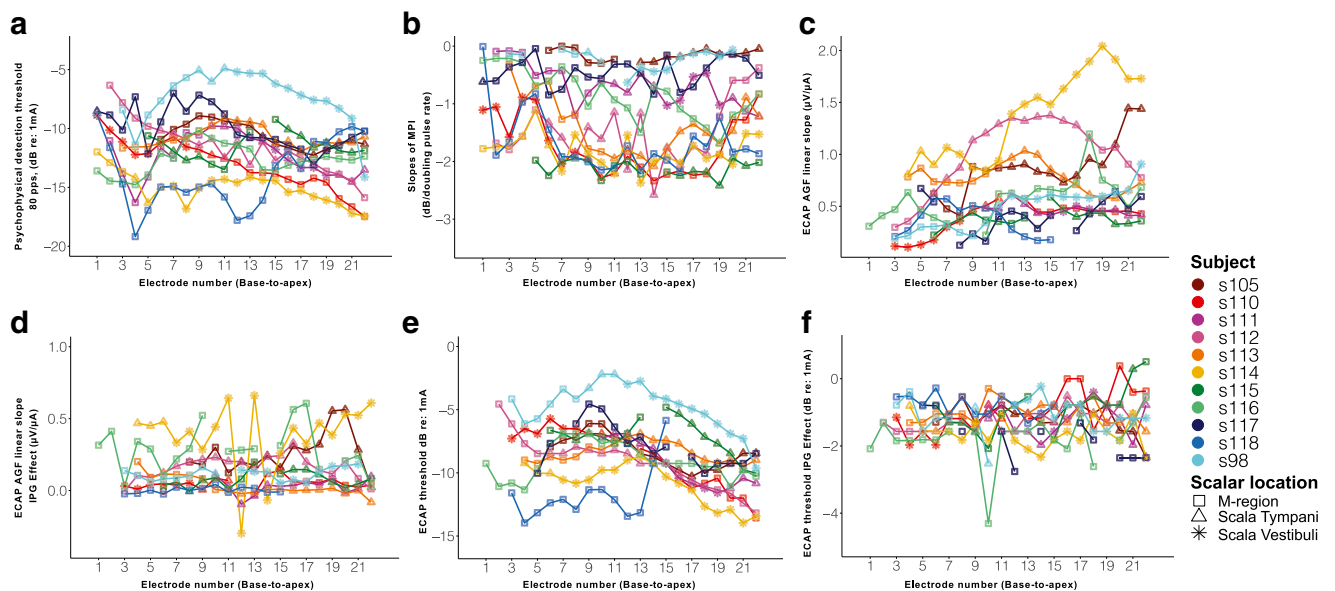 a
Psychophysical detection threshold
80 pps, (dB re: 1mA)
−5
−10
−15
−20
1 3 5 7 9 11 13 15 17 19 21
Electrode number (Base-to-apex)
b
Slopes of MPI
(dB/doubling pulse rate)
0
−1
−2
−3
1 3 5 7 9 11 13 15 17 19 21
Electrode number (Base-to-apex)
c
ECAP AGF linear slope (μV/μA)
2.0
1.5
1.0
0.5
1 3 5 7 9 11 13 15 17 19 21
Electrode number (Base-to-apex)
d
ECAP AGF linear slope
IPG Effect (μV/μA)
1.0
0.5
0.0
1 3 5 7 9 11 13 15 17 19 21
Electrode number (Base-to-apex)
e
ECAP threshold dB re: 1mA
0
−5
−10
−15
1 3 5 7 9 11 13 15 17 19 21
Electrode number (Base-to-apex)
f
ECAP threshold IPG Effect (dB re: 1mA)
0
−2
−4
1 3 5 7 9 11 13 15 17 19 21
Electrode number (Base-to-apex)
Subject
s105
s110
s111
s112
s113
s114
s115
s116
s117
s118
s98
Scalar location
M-region
Scala Tympani
Scala Vestibuli